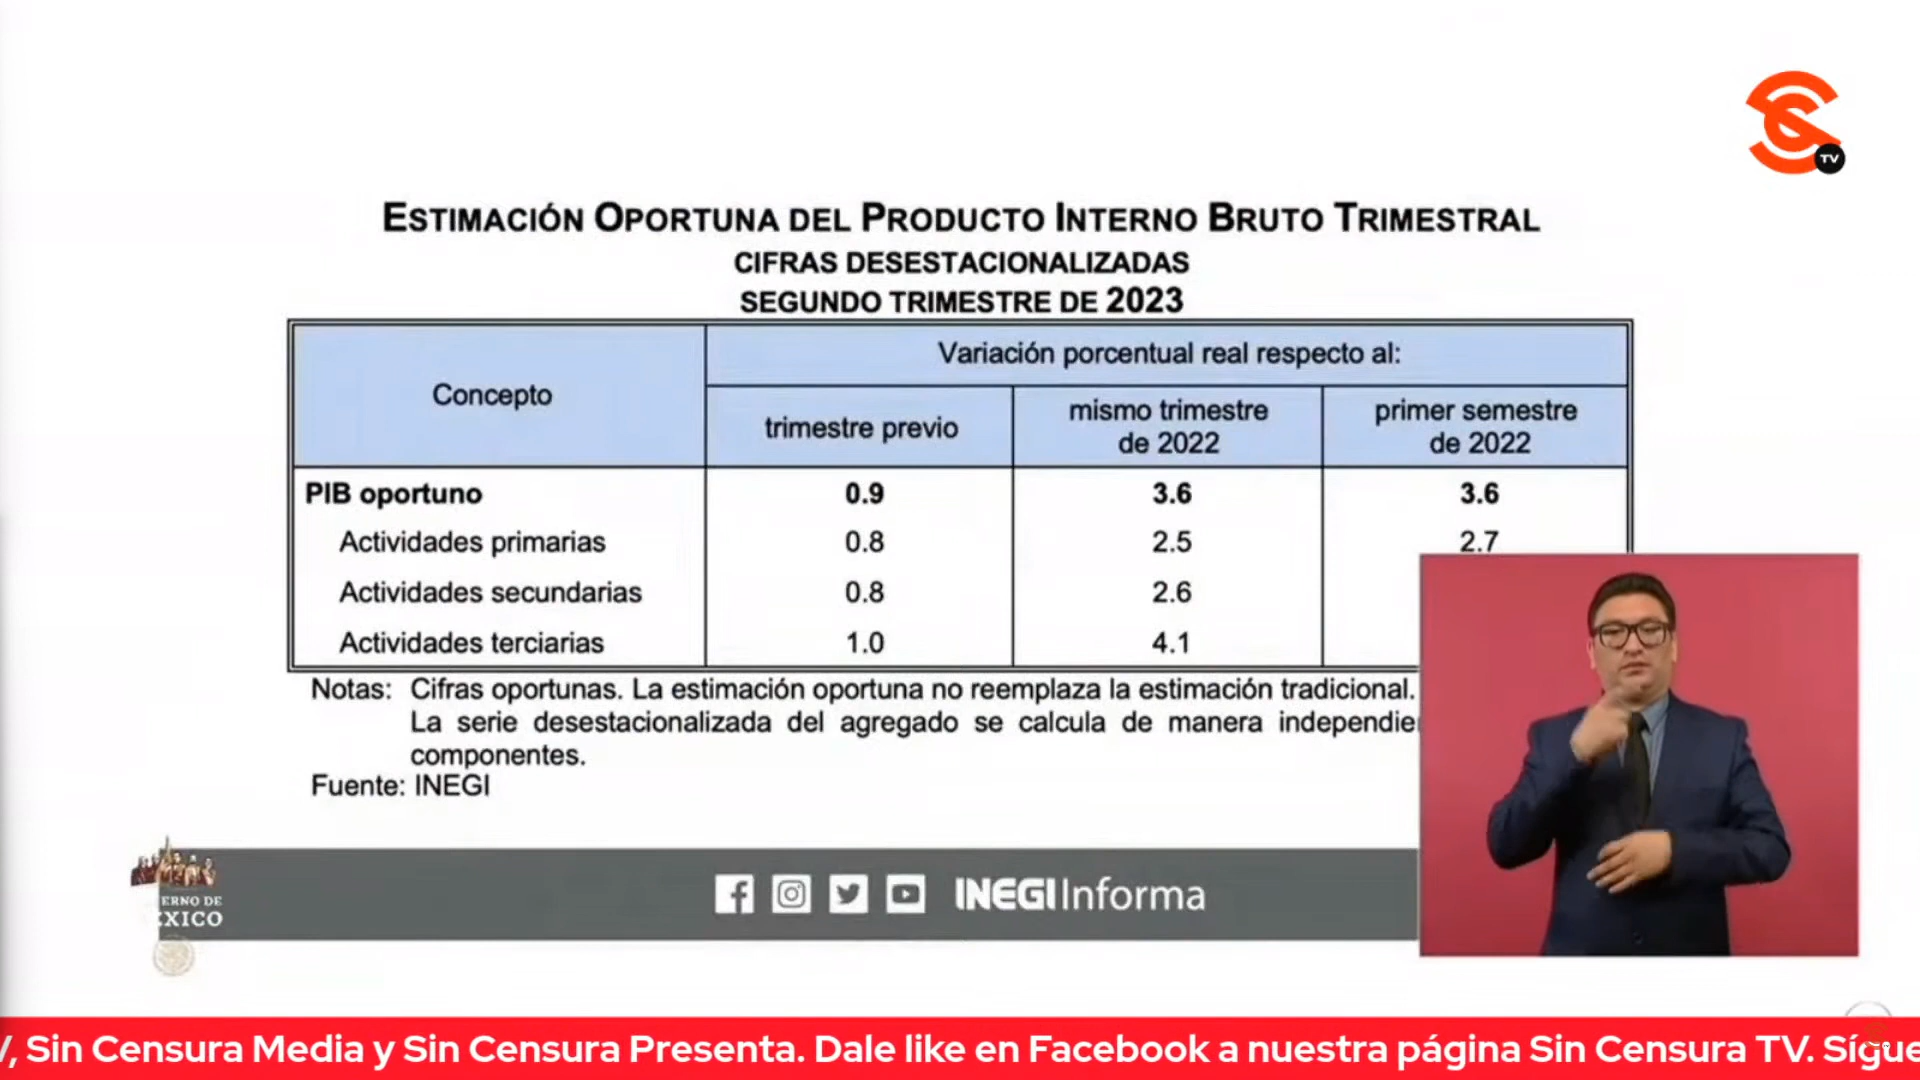 TV
ESTIMACIÓN OPORTUNA DEL PRODUCTO INTERNO BRUTO TRIMESTRAL
CIFRAS DESESTACIONALIZADAS
SEGUNDO TRIMESTRE DE 2023
Concepto
Variación porcentual real respecto al:
trimestre previo
mismo trimestre
de 2022
primer semestre
de 2022
PIB oportuno 0.9 3.6 3.6
Actividades primarias 0.8 2.5 2.7
Actividades secundarias 0.8 2.6
Actividades terciarias 1.0 4.1
Notas: Cifras oportunas. La estimación oportuna no reemplaza la estimación tradicional.
La serie desestacionalizada del agregado se calcula de manera
componentes.
Fuente: INEGI
DE
INEGI Informa
Sin Censura Media y Sin Censura Presenta. Dale like en Facebook a nuestra página Sin Censura TV.